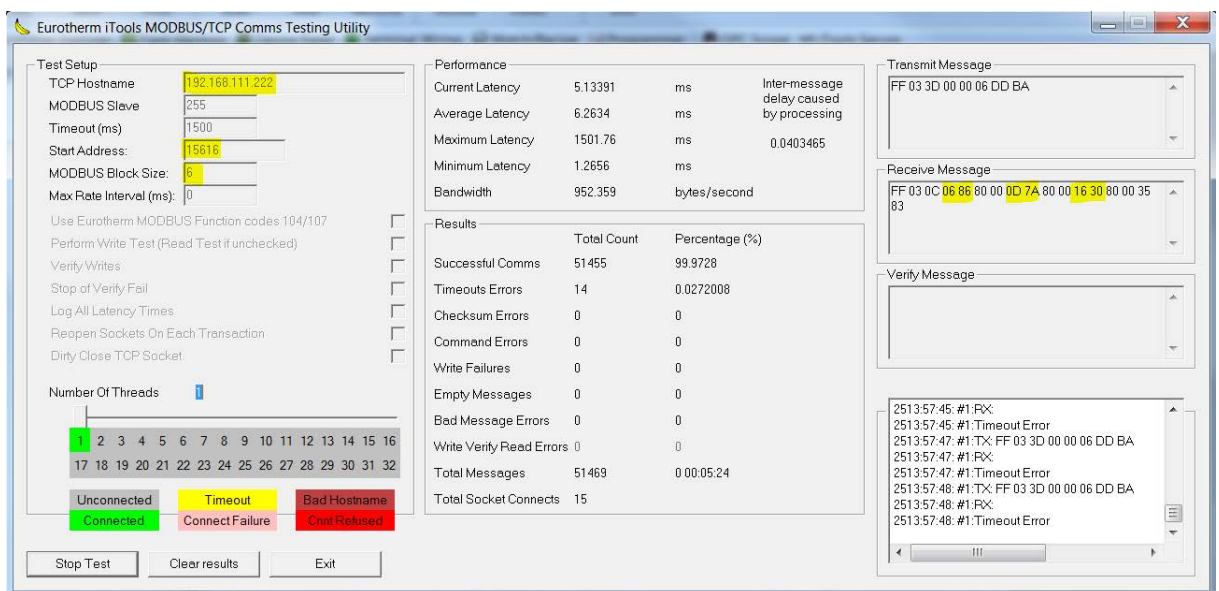 Eurotherm iTools MODBUS/TCP Comms Testing Utility
Test Setup
TCP Hostname 192.168.111.222
MODBUS Slave 255
Timeout (ms) 1500
Start Address: 15616
MODBUS Block Size: 6
Max Rate Interval (ms): 0
Use Eurotherm MODBUS Function codes 104/107
Perform Write Test (Read Test if unchecked)
Verify Writes
Stop of Verify Fail
Log All Latency Times
Reopen Sockets On Each Transaction
Dirty Close TCP Socket
Number Of Threads 1
1 2 3 4 5 6 7 8 9 10 11 12 13 14 15 16
17 18 19 20 21 22 23 24 25 26 27 28 29 30 31 32
Unconnected Timeout Bad Hostname
Connected Connect Failure Cnnt Refused
Stop Test Clear results Exit
Performance
Current Latency 5.13391 ms
Average Latency 6.2634 ms
Maximum Latency 1501.76 ms
Minimum Latency 1.2656 ms
Bandwidth 952.359 bytes/second
Inter-message
delay caused
by processing
0.0403465
Results
Total Count Percentage (%)
Successful Comms 51455 99.9728
Timeouts Errors 14 0.0272008
Checksum Errors 0 0
Command Errors 0 0
Write Failures 0 0
Empty Messages 0 0
Bad Message Errors 0 0
Write Verify Read Errors 0 0
Total Messages 51469 0 00:05:24
Total Socket Connects 15
Transmit Message
FF 03 3D 00 00 06 DD BA
Receive Message
FF 03 0C 06 86 80 00 0D 7A 80 00 16 30 80 00 35
83
Verify Message
2513:57:45: #1:RX:
2513:57:45: #1:Timeout Error
2513:57:47: #1:TX: FF 03 3D 00 00 06 DD BA
2513:57:47: #1:RX:
2513:57:47: #1:Timeout Error
2513:57:48: #1:TX: FF 03 3D 00 00 06 DD BA
2513:57:48: #1:RX:
2513:57:48: #1:Timeout Error